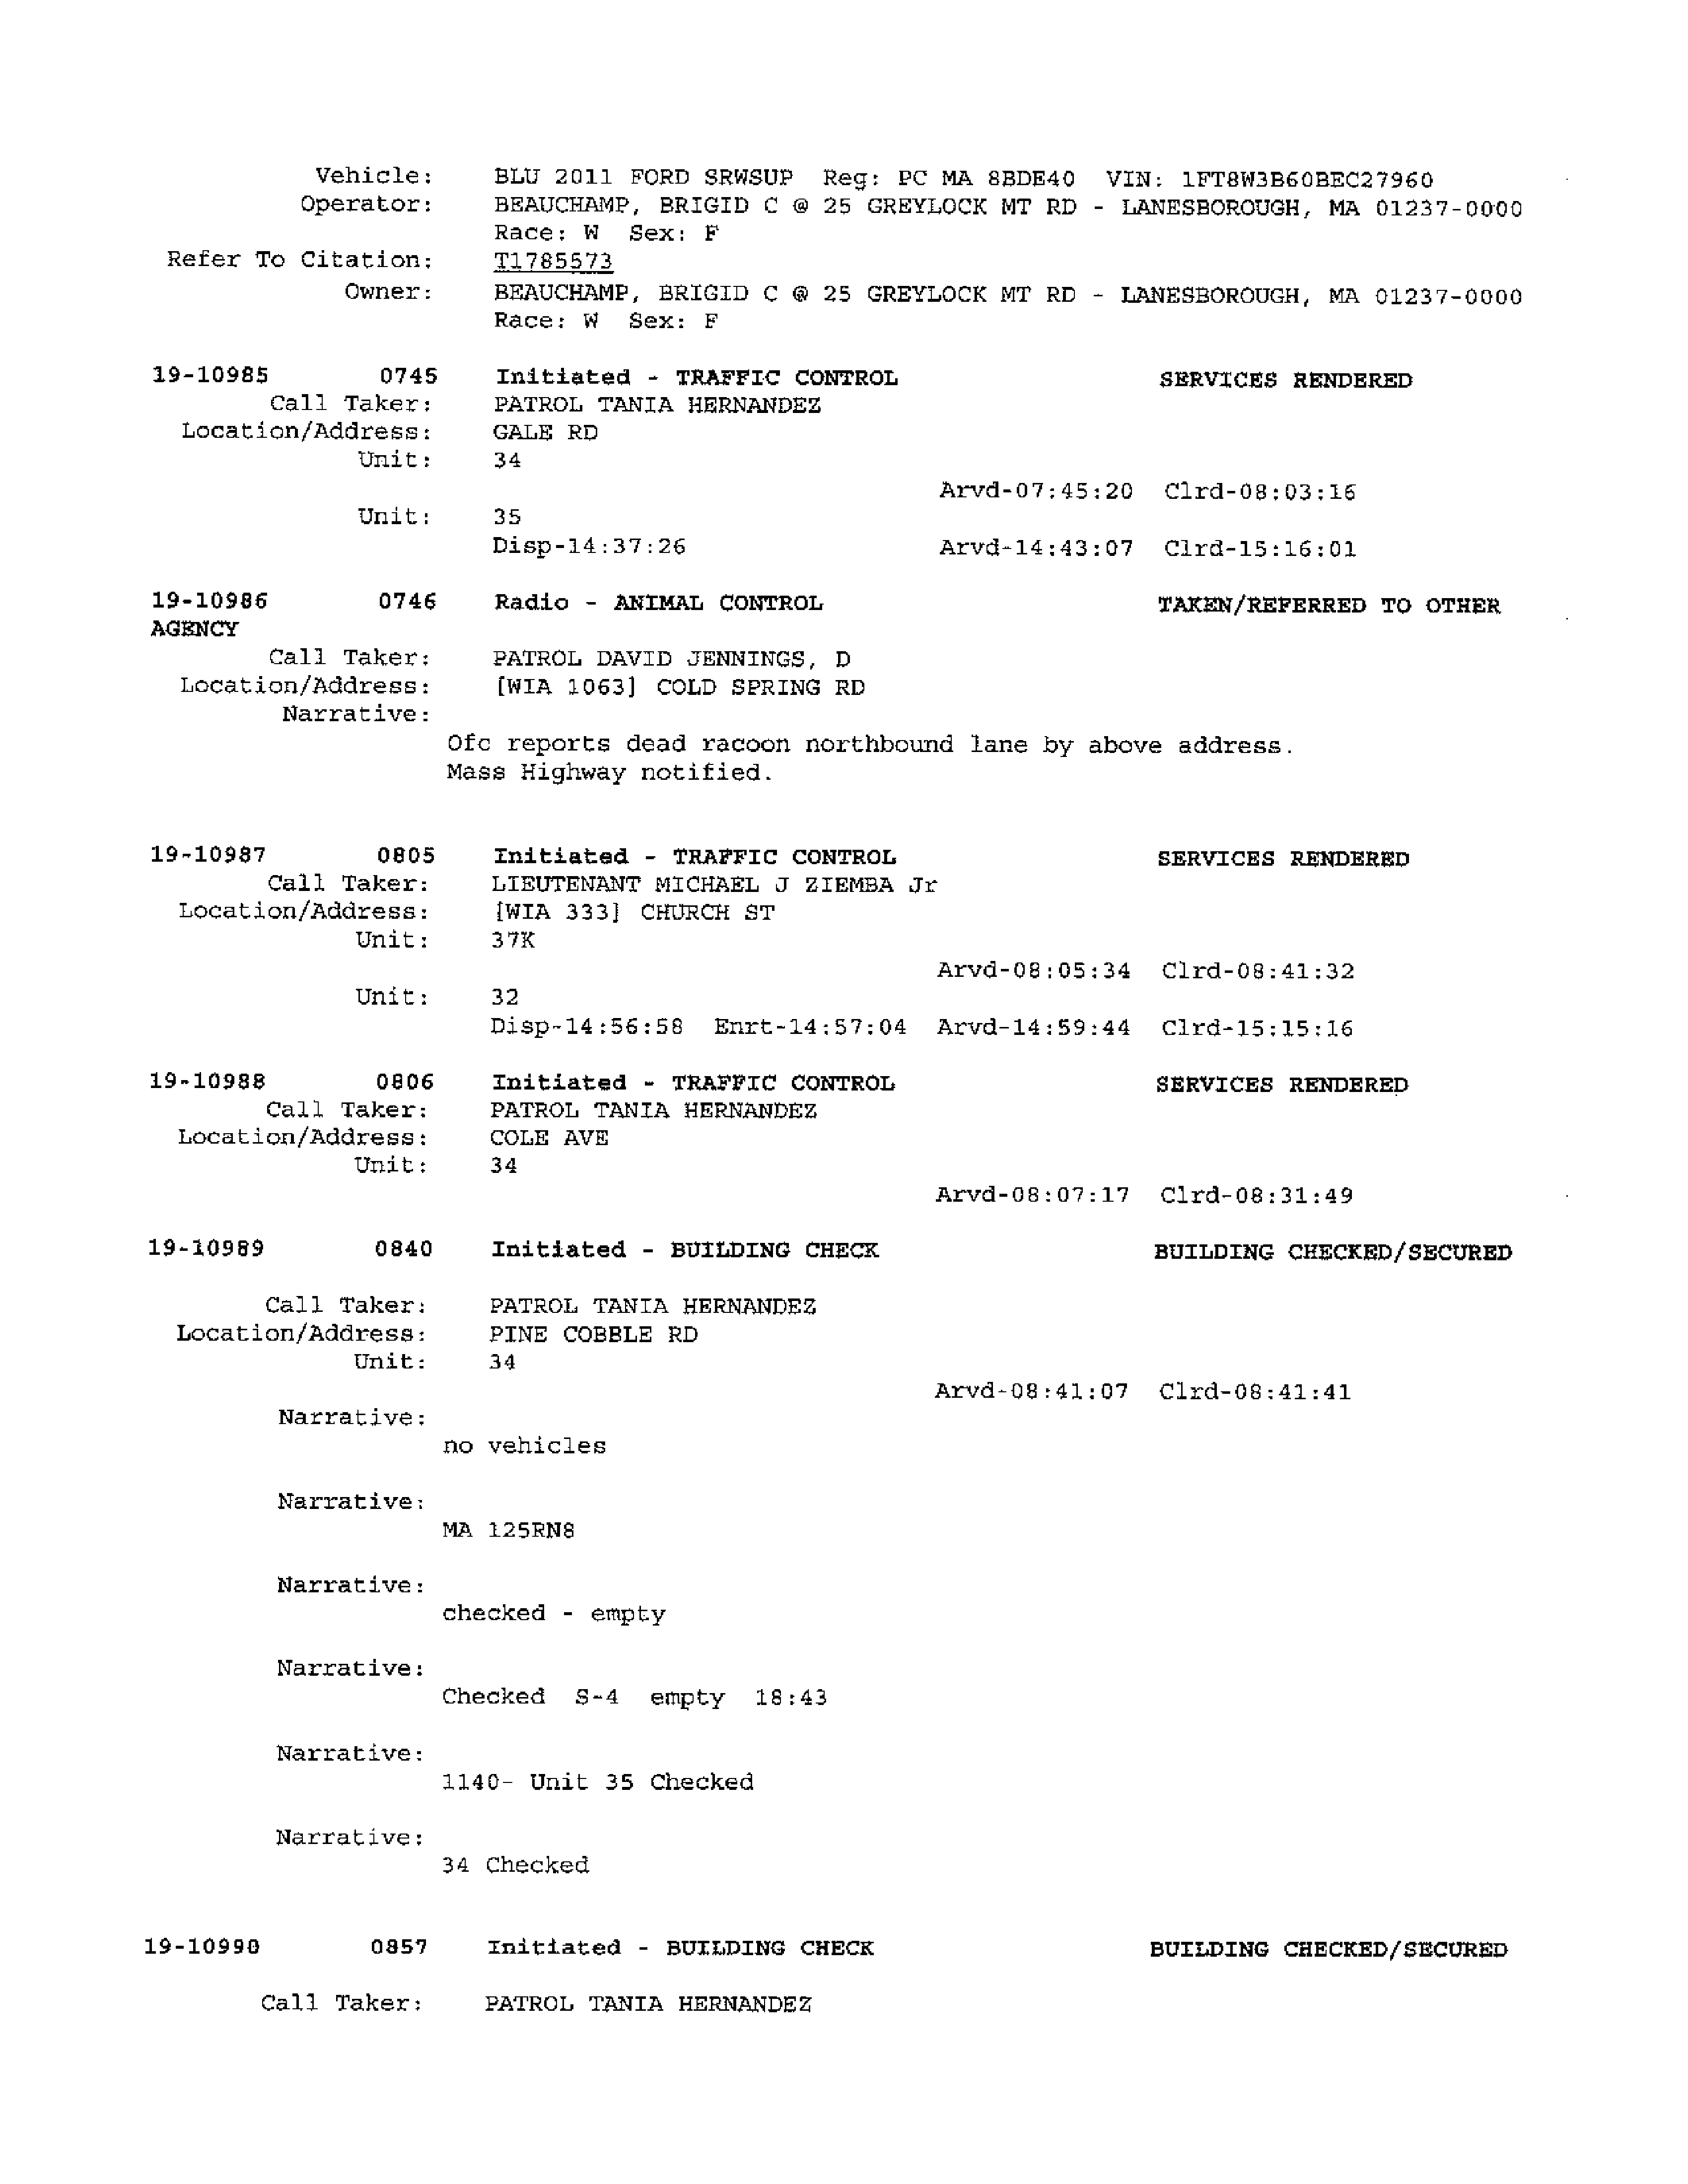 Vehicle: BLU 2011 FORD SRWSUP Reg: PC MA 8BDE40 VIN: 1FT8W3B60BEC27960
Operator: BEAUCHAMP, BRIGID C @ 25 GREYLOCK MT RD - LANESBOROUGH, MA 01237-0000
Race: W Sex: F
Refer To Citation: T1785573
Owner: BEAUCHAMP, BRIGID C @ 25 GREYLOCK MT RD - LANESBOROUGH, MA 01237-0000
Race: W Sex: F
19-10985 0745 Initiated - TRAFFIC CONTROL SERVICES RENDERED
Call Taker: PATROL TANIA HERNANDEZ
Location/Address: GALE RD
Unit: 34
Arvd-07:45:20 Clrd-08:03:16
Unit: 35
Disp-14:37:26 Arvd-14:43:07 Clrd-15:16:01
19-10986 0746 Radio - ANIMAL CONTROL TAKEN/REFERRED TO OTHER
AGENCY
Call Taker: PATROL DAVID JENNINGS, D
Location/Address: [WIA 1063] COLD SPRING RD
Narrative:
Ofc reports dead racoon northbound lane by above address.
Mass Highway notified.
19-10987 0805 Initiated - TRAFFIC CONTROL SERVICES RENDERED
Call Taker: LIEUTENANT MICHAEL J ZIEMBA Jr
Location/Address: [WIA 333] CHURCH ST
Unit: 37K
Arvd-08:05:34 Clrd-08:41:32
Unit: 32
Disp-14:56:58 Enrt-14:57:04 Arvd-14:59:44 Clrd-15:15:16
19-10988 0806 Initiated - TRAFFIC CONTROL SERVICES RENDERED
Call Taker: PATROL TANIA HERNANDEZ
Location/Address: COLE AVE
Unit: 34
Arvd-08:07:17 Clrd-08:31:49
19-10989 0840 Initiated - BUILDING CHECK BUILDING CHECKED/SECURED
Call Taker: PATROL TANIA HERNANDEZ
Location/Address: PINE COBBLE RD
Unit: 34
Arvd-08:41:07 Clrd-08:41:41
Narrative:
no vehicles
Narrative:
MA 125RN8
Narrative:
checked - empty
Narrative:
Checked S-4 empty 18:43
Narrative:
1140- Unit 35 Checked
Narrative:
34 Checked
19-10990 0857 Initiated - BUILDING CHECK BUILDING CHECKED/SECURED
Call Taker: PATROL TANIA HERNANDEZ